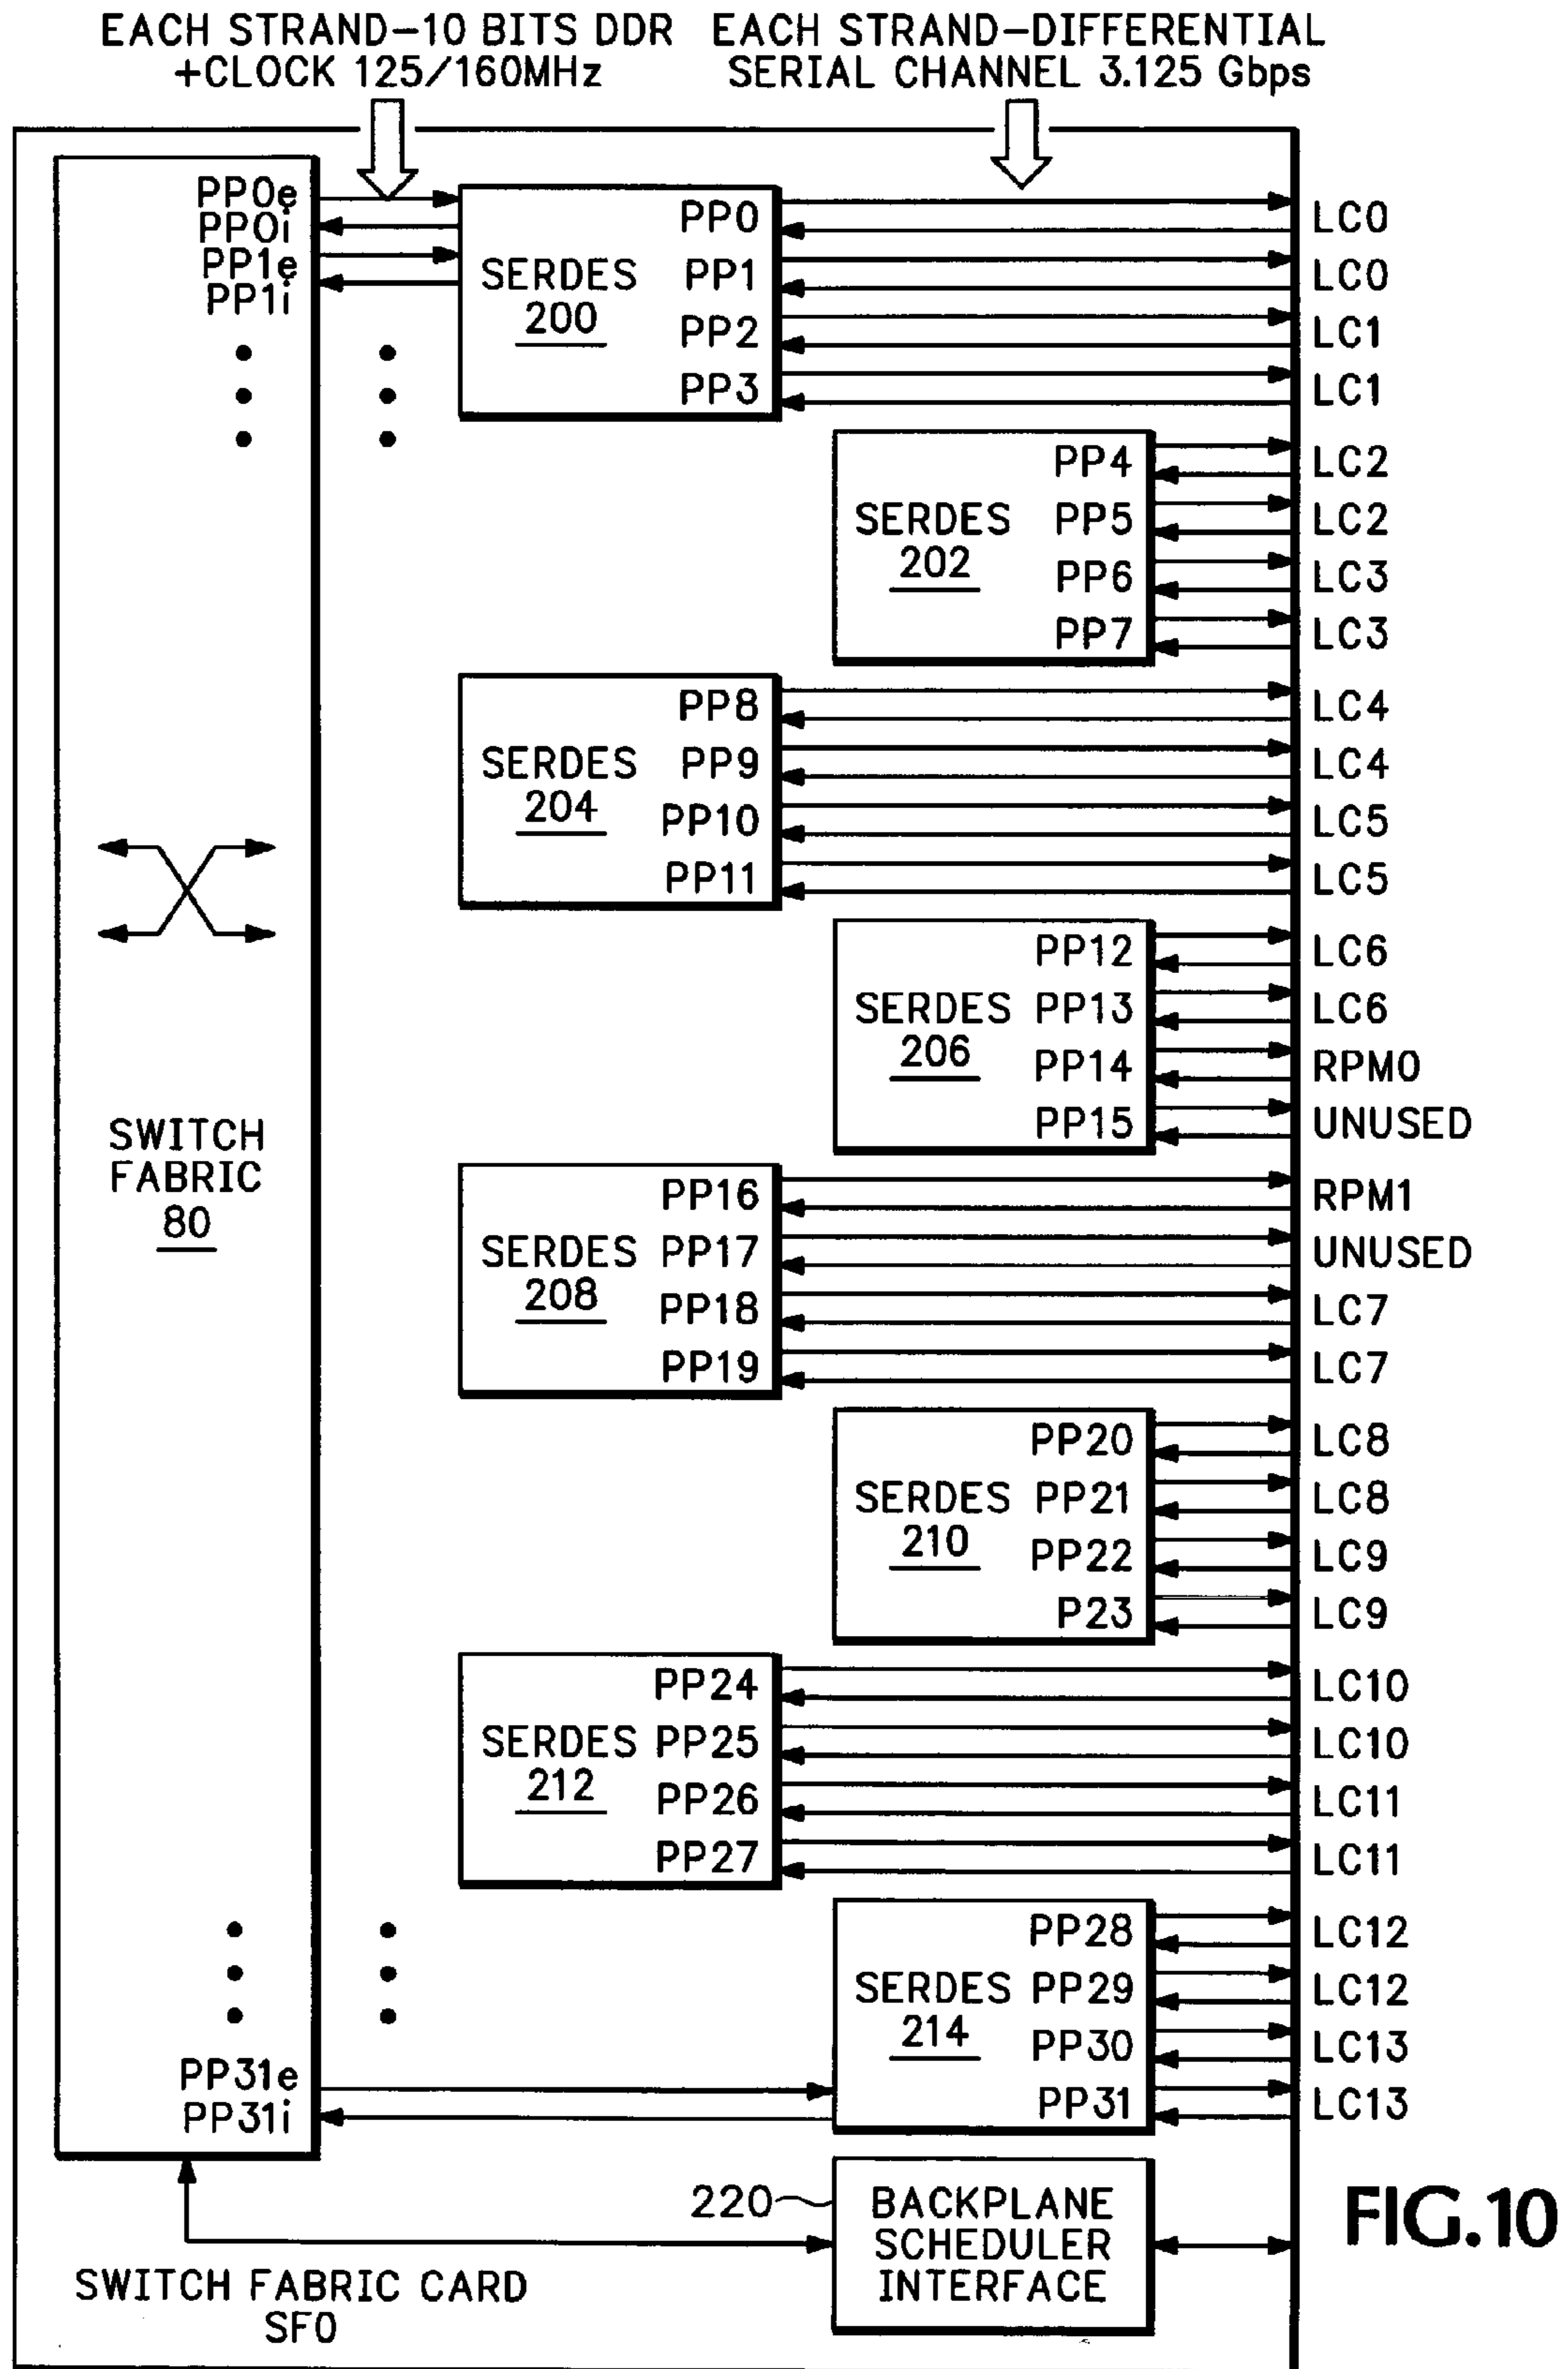 EACH STRAND-10 BITS DDR
+CLOCK 125/160MHz
EACH STRAND-DIFFERENTIAL
SERIAL CHANNEL 3.125 Gbps
PP0e
PP0i
PP1e
PP1i
SERDES
200
PP0
PP1
PP2
PP3
LC0
LC0
LC1
LC1
SERDES
202
PP4
PP5
PP6
PP7
LC2
LC2
LC3
LC3
SERDES
204
PP8
PP9
PP10
PP11
LC4
LC4
LC5
LC5
SERDES
206
PP12
PP13
PP14
PP15
LC6
LC6
RPM0
UNUSED
SWITCH
FABRIC
80
SERDES
208
PP16
PP17
PP18
PP19
RPM1
UNUSED
LC7
LC7
SERDES
210
PP20
PP21
PP22
P23
LC8
LC8
LC9
LC9
SERDES
212
PP24
PP25
PP26
PP27
LC10
LC10
LC11
LC11
SERDES
214
PP28
PP29
PP30
PP31
LC12
LC12
LC13
LC13
PP31e
PP31i
220
BACKPLANE
SCHEDULER
INTERFACE
SWITCH FABRIC CARD
SF0
FIG.10